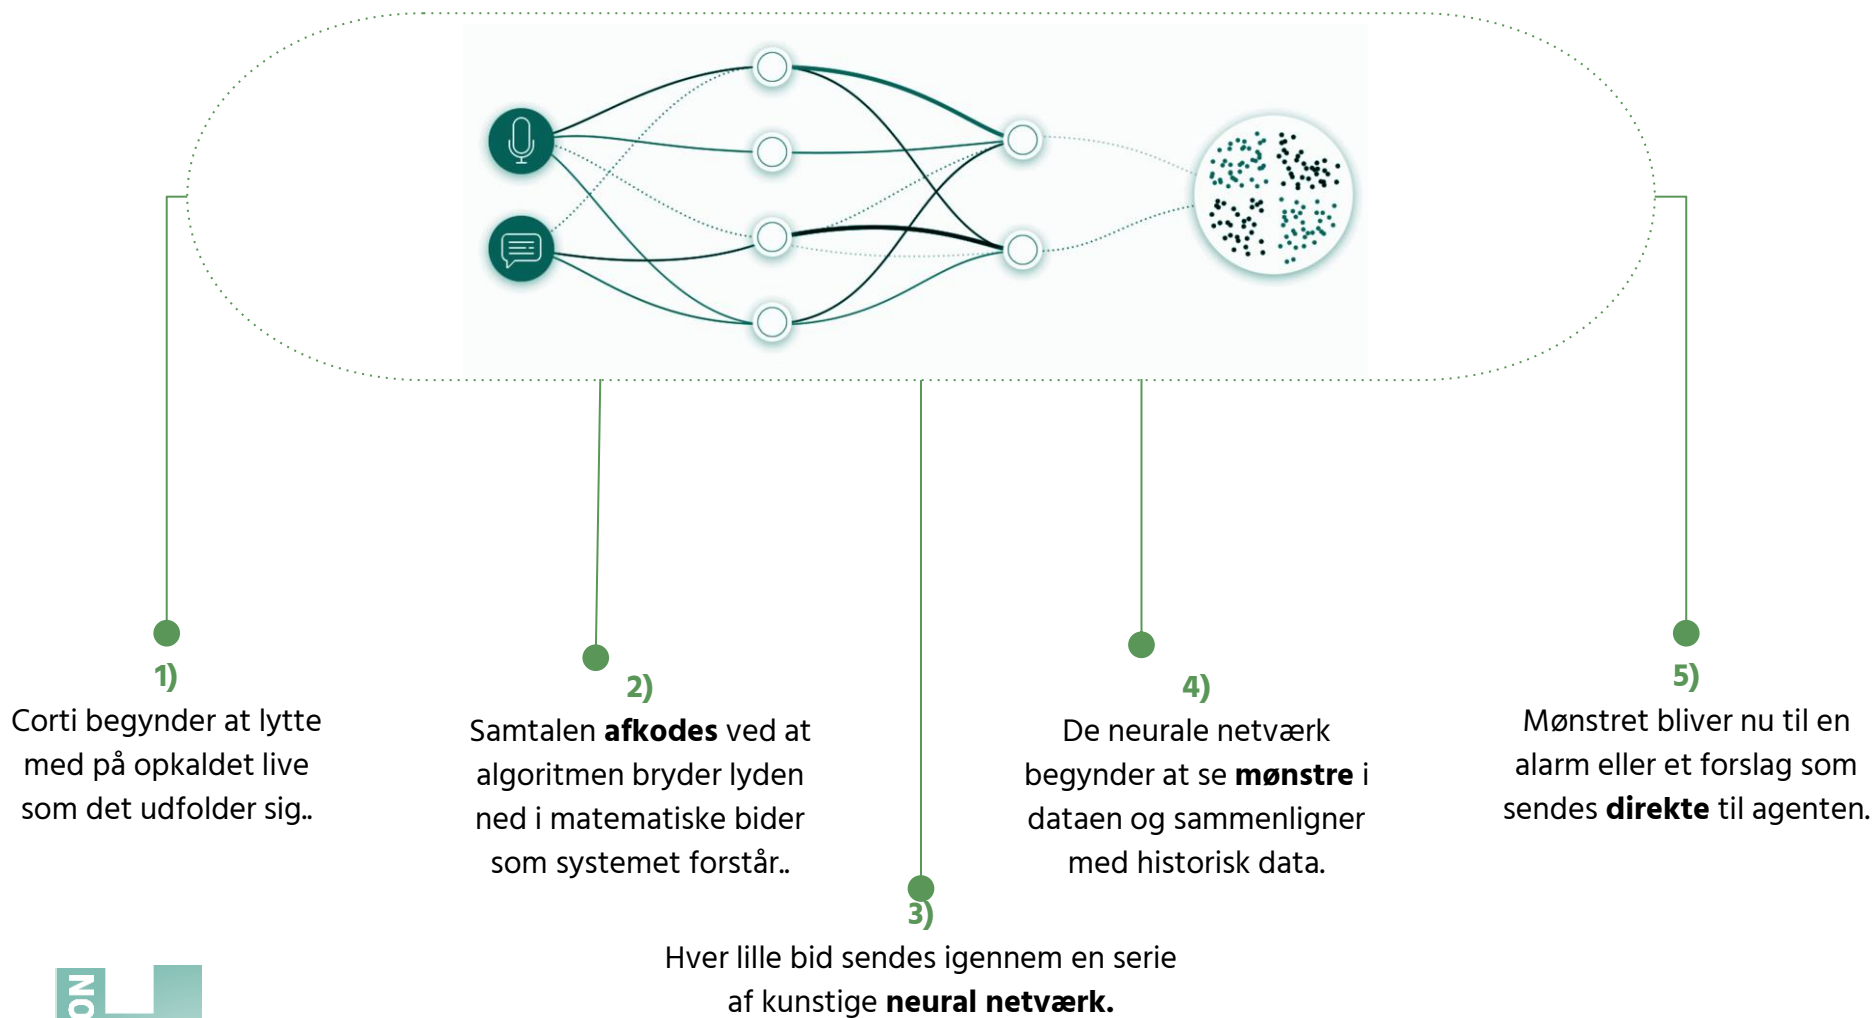 1)
Corti begynder at lytte
med på opkaldet live
som det udfolder sig..
2)
Samtalen afkodes ved at
algoritmen bryder lyden
ned i matematiske bider
som systemet forstår..
3)
Hver lille bid sendes igennem en serie
af kunstige neural netværk.
4)
De neurale netværk
begynder at se mønstre i
dataen og sammenligner
med historisk data.
5)
Mønstret bliver nu til en
alarm eller et forslag som
sendes direkte til agenten.
ON